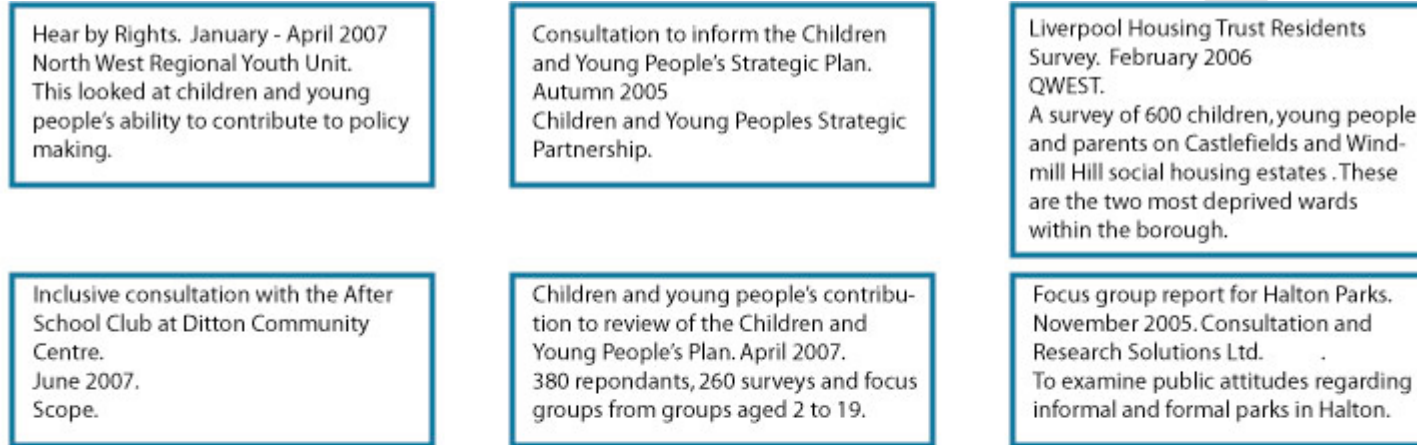 Hear by Rights. January - April 2007
North West Regional Youth Unit.
This looked at children and young
people's ability to contribute to policy
making.
Consultation to inform the Children
and Young People's Strategic Plan.
Autumn 2005
Children and Young Peoples Strategic
Partnership.
Liverpool Housing Trust Residents
Survey. February 2006
QWEST.
A survey of 600 children, young people
and parents on Castlefields and Wind-
mill Hill social housing estates . These
are the two most deprived wards
within the borough.
Inclusive consultation with the After
School Club at Ditton Community
Centre.
June 2007.
Scope.
Children and young people's contribu-
tion to review of the Children and
Young People's Plan. April 2007.
380 repondants, 260 surveys and focus
groups from groups aged 2 to 19.
Focus group report for Halton Parks.
November 2005. Consultation and
Research Solutions Ltd. .
To examine public attitudes regarding
informal and formal parks in Halton.